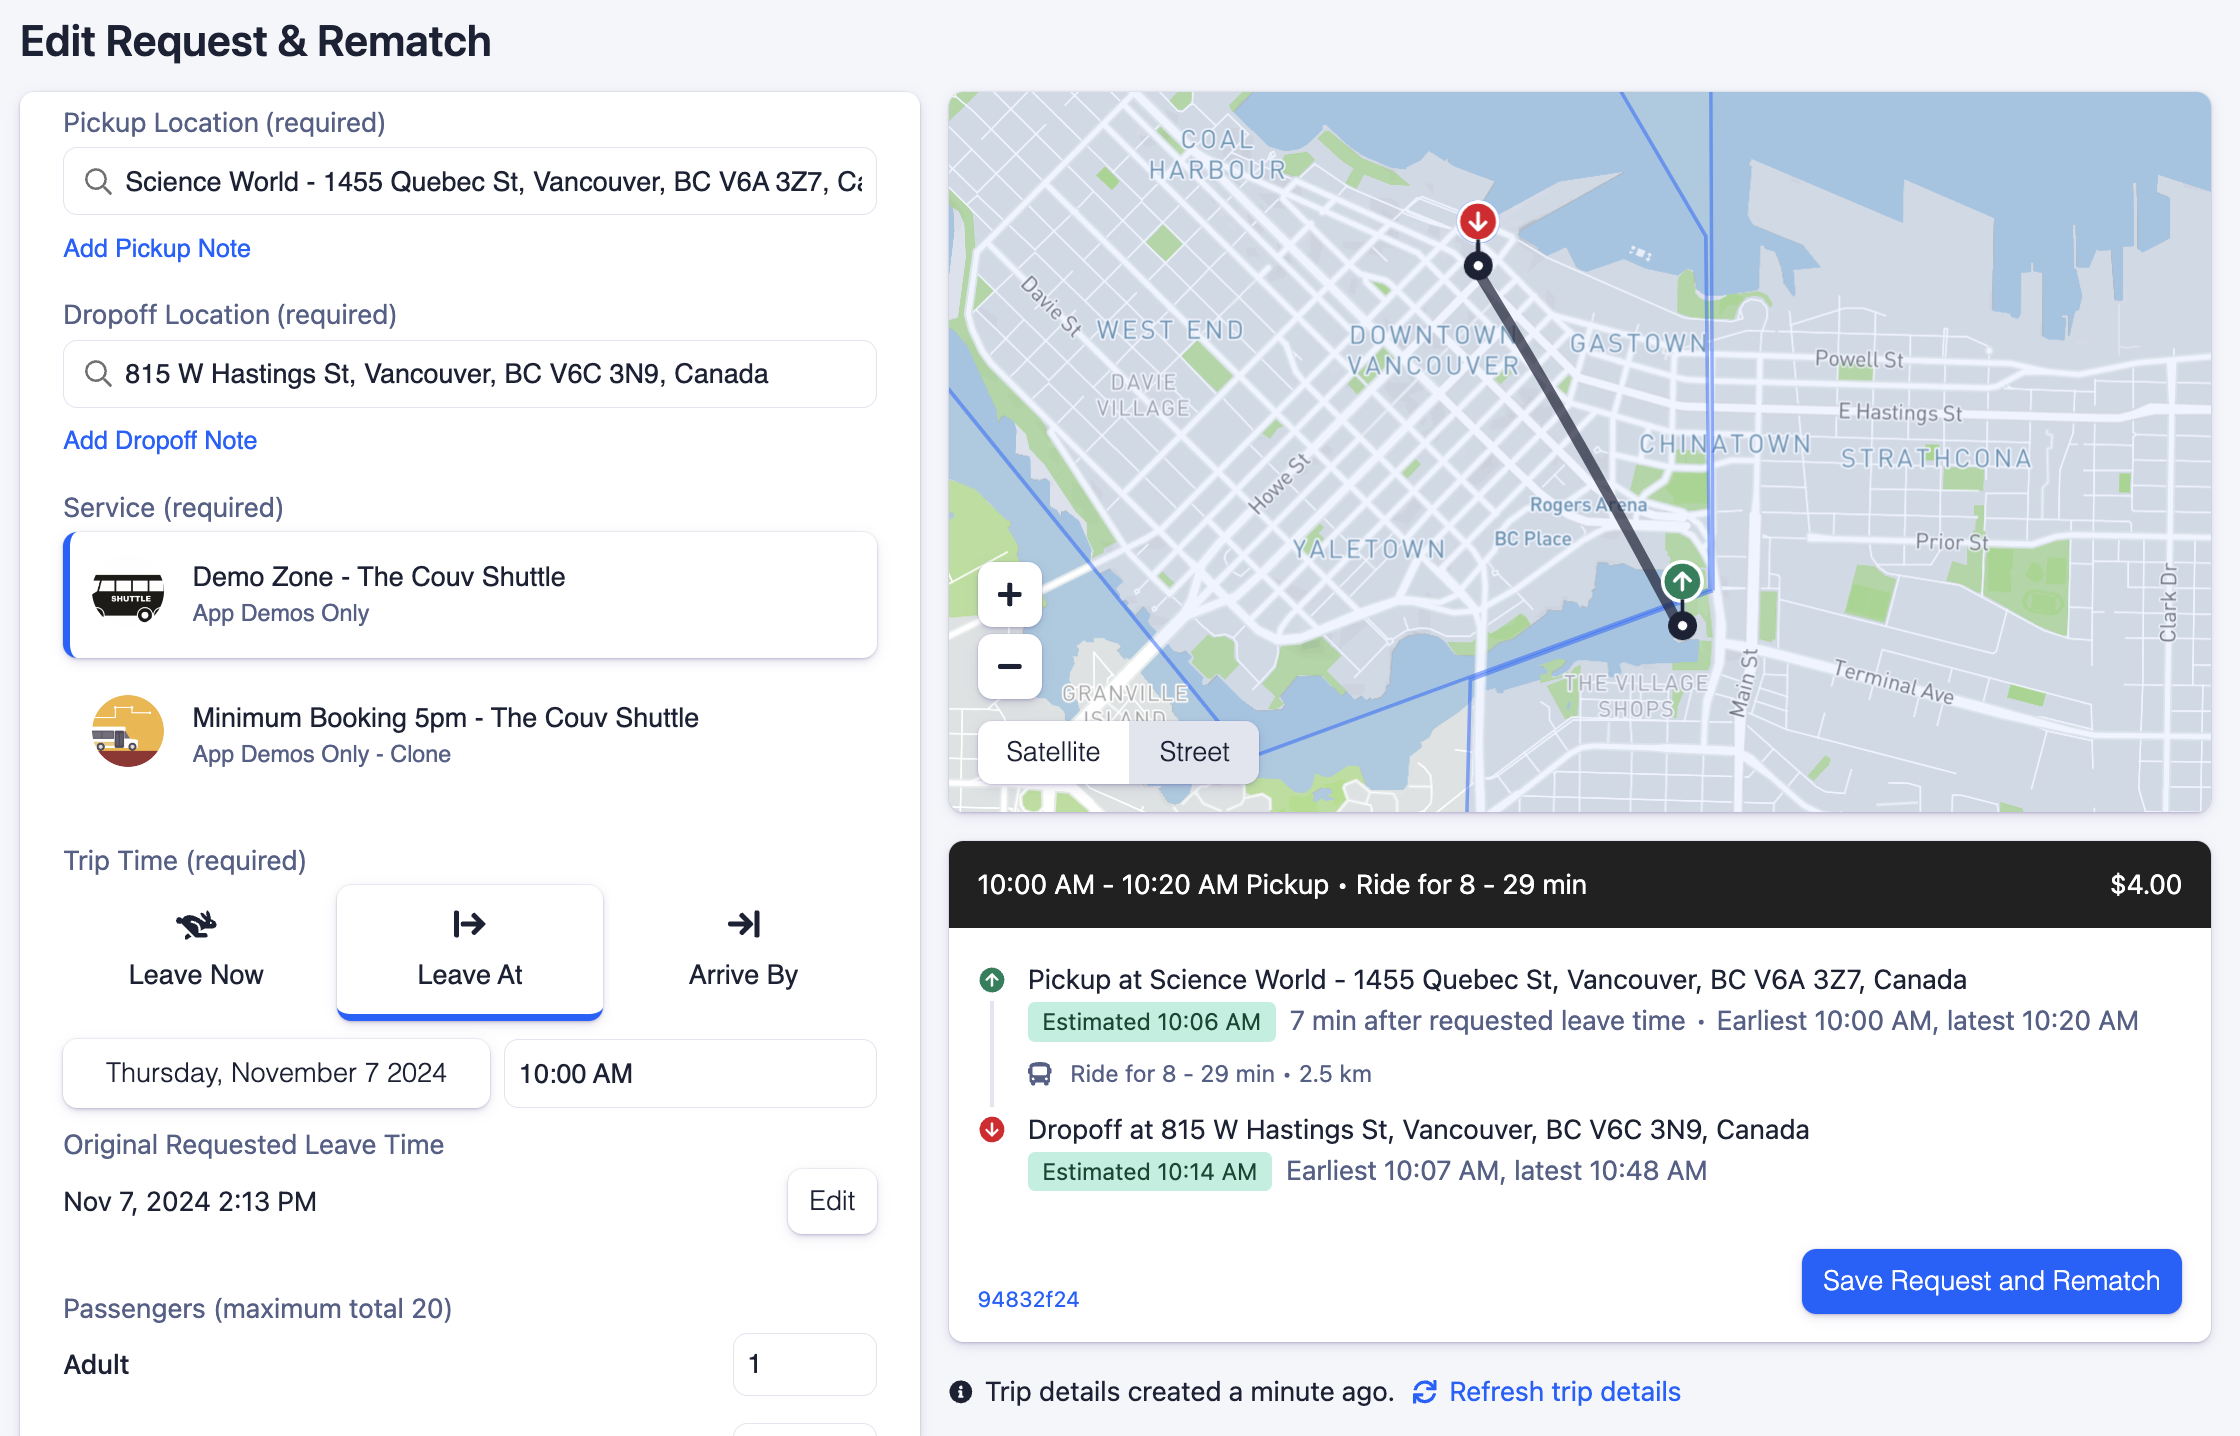 Edit Request & Rematch
Pickup Location (required)
Science World - 1455 Quebec St, Vancouver, BC V6A 3Z7, Ca
Add Pickup Note
Dropoff Location (required)
815 W Hastings St, Vancouver, BC V6C 3N9, Canada
Add Dropoff Note
Service (required)
SHUTTLE
Demo Zone - The Couv Shuttle
App Demos Only
Minimum Booking 5pm - The Couv Shuttle
App Demos Only - Clone
Trip Time (required)
Leave Now
Leave At
Arrive By
Thursday, November 7 2024
10:00 AM
Original Requested Leave Time
Nov 7, 2024 2:13 PM
Edit
Passengers (maximum total 20)
Adult
1
COAL
HARBOUR
Davie St
WEST END
DOWNTOWN
VANCOUVER
GASTOWN
Powell St
DAVIE
VILLAGE
E Hastings St
CHINATOWN
STRATHCONA
Howe St
Rogers Arena
BC Place
YALETOWN
Prior St
Clark Dr
+
−
GRANVILLE
ISLAND
THE VILLAGE
SHOPS
Main St
Terminal Ave
Satellite
Street
10:00 AM - 10:20 AM Pickup • Ride for 8 - 29 min
$4.00
Pickup at Science World - 1455 Quebec St, Vancouver, BC V6A 3Z7, Canada
Estimated 10:06 AM 7 min after requested leave time • Earliest 10:00 AM, latest 10:20 AM
Ride for 8 - 29 min • 2.5 km
Dropoff at 815 W Hastings St, Vancouver, BC V6C 3N9, Canada
Estimated 10:14 AM Earliest 10:07 AM, latest 10:48 AM
94832f24
Save Request and Rematch
Trip details created a minute ago. Refresh trip details